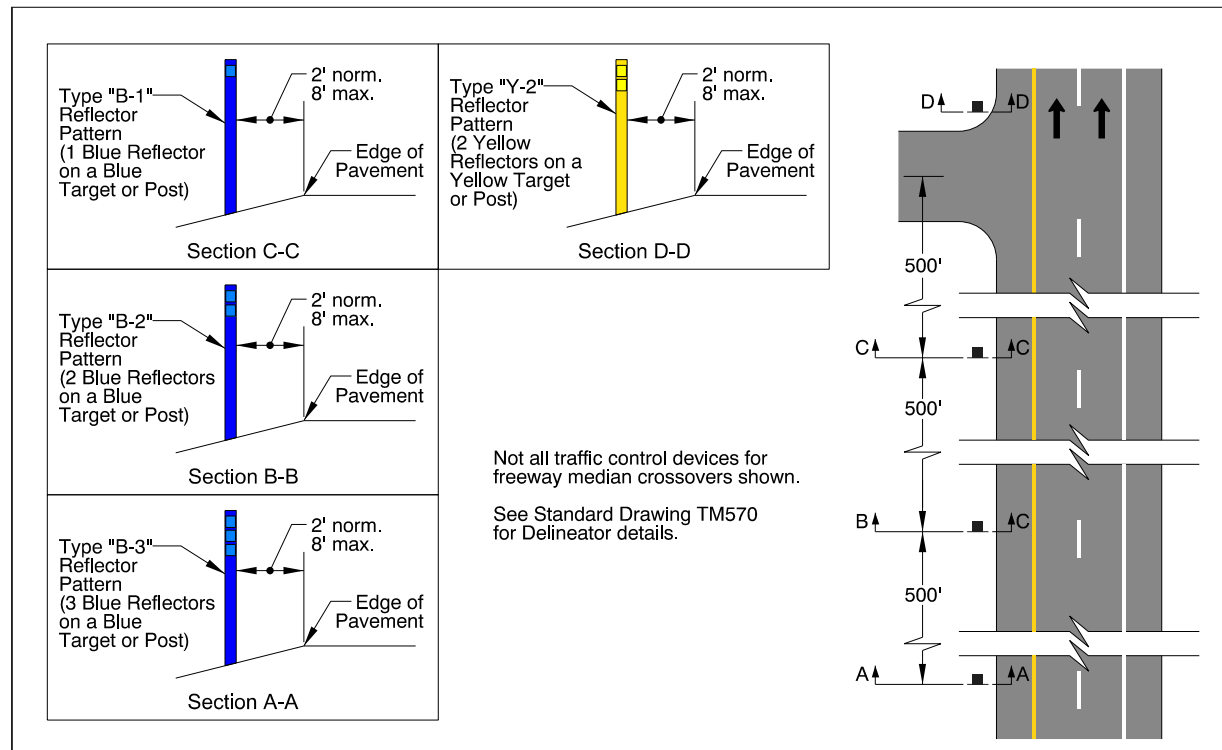 Type "B-1"
Reflector
Pattern
(1 Blue Reflector
on a Blue
Target or Post)
2' norm.
8' max.
Edge of
Pavement
Section C-C
Type "Y-2"
Reflector
Pattern
(2 Yellow
Reflectors on a
Yellow Target
or Post)
2' norm.
8' max.
Edge of
Pavement
Section D-D
Type "B-2"
Reflector
Pattern
(2 Blue Reflectors
on a Blue
Target or Post)
2' norm.
8' max.
Edge of
Pavement
Section B-B
Type "B-3"
Reflector
Pattern
(3 Blue Reflectors
on a Blue
Target or Post)
2' norm.
8' max.
Edge of
Pavement
Section A-A
Not all traffic control devices for
freeway median crossovers shown.
See Standard Drawing TM570
for Delineator details.
D D
500'
C C
500'
B C
500'
A A